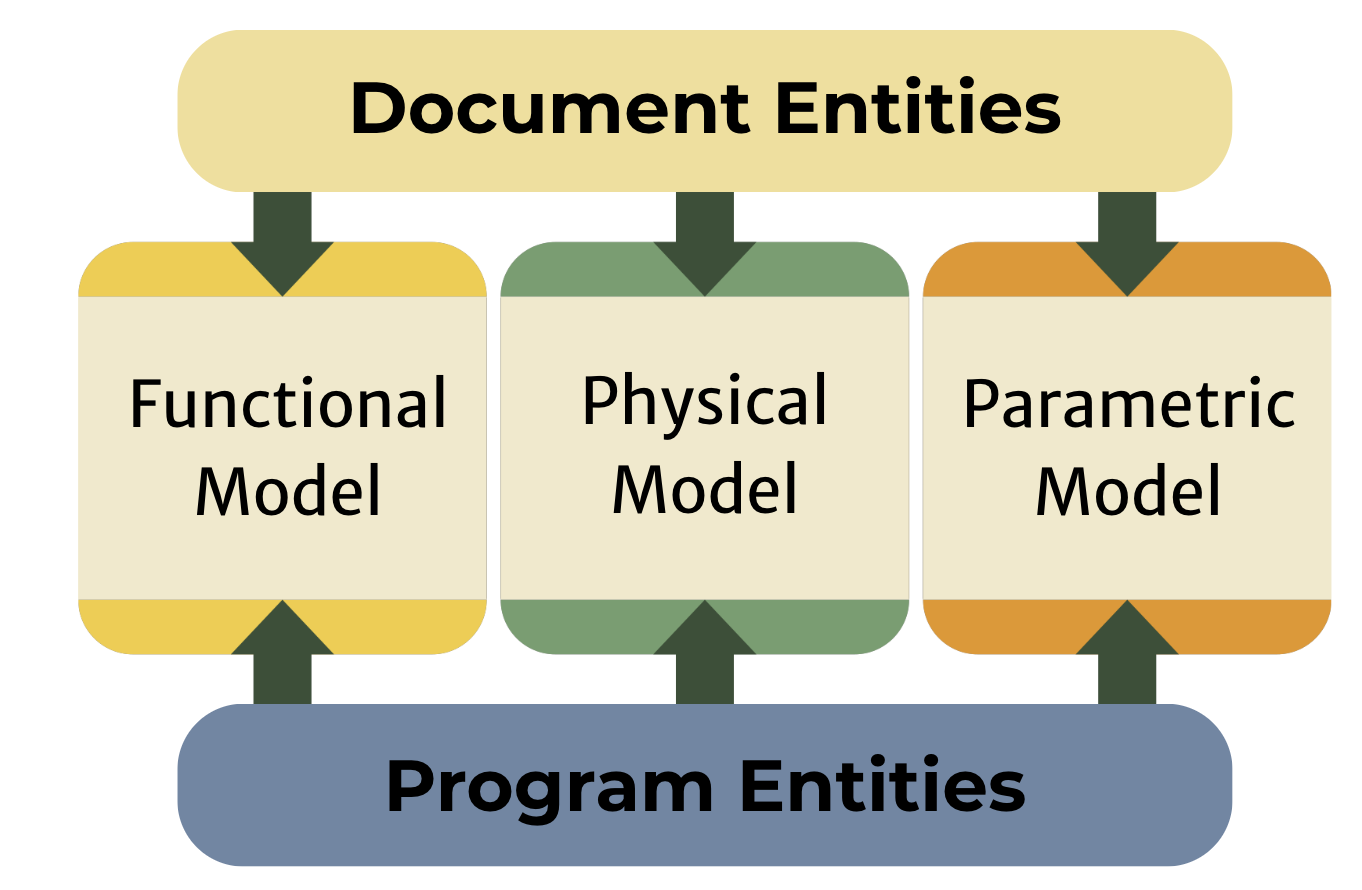 Document Entities
Functional
Model
Physical
Model
Parametric
Model
Program Entities